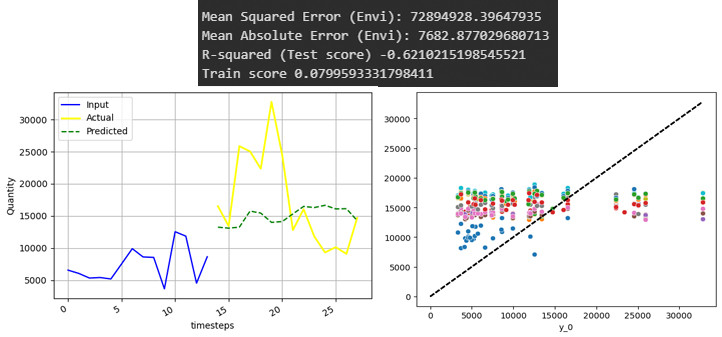 Mean Squared Error (Envi): 72894928.39647935
Mean Absolute Error (Envi): 7682.877029680713
R-squared (Test score) -0.6210215198545521
Train score 0.0799593331798411
Input
Actual
Predicted
Quantity
30000
25000
20000
15000
10000
5000
0
5
10
15
20
25
timesteps
30000
25000
20000
15000
10000
5000
0
0
5000
10000
15000
20000
25000
30000
y_0